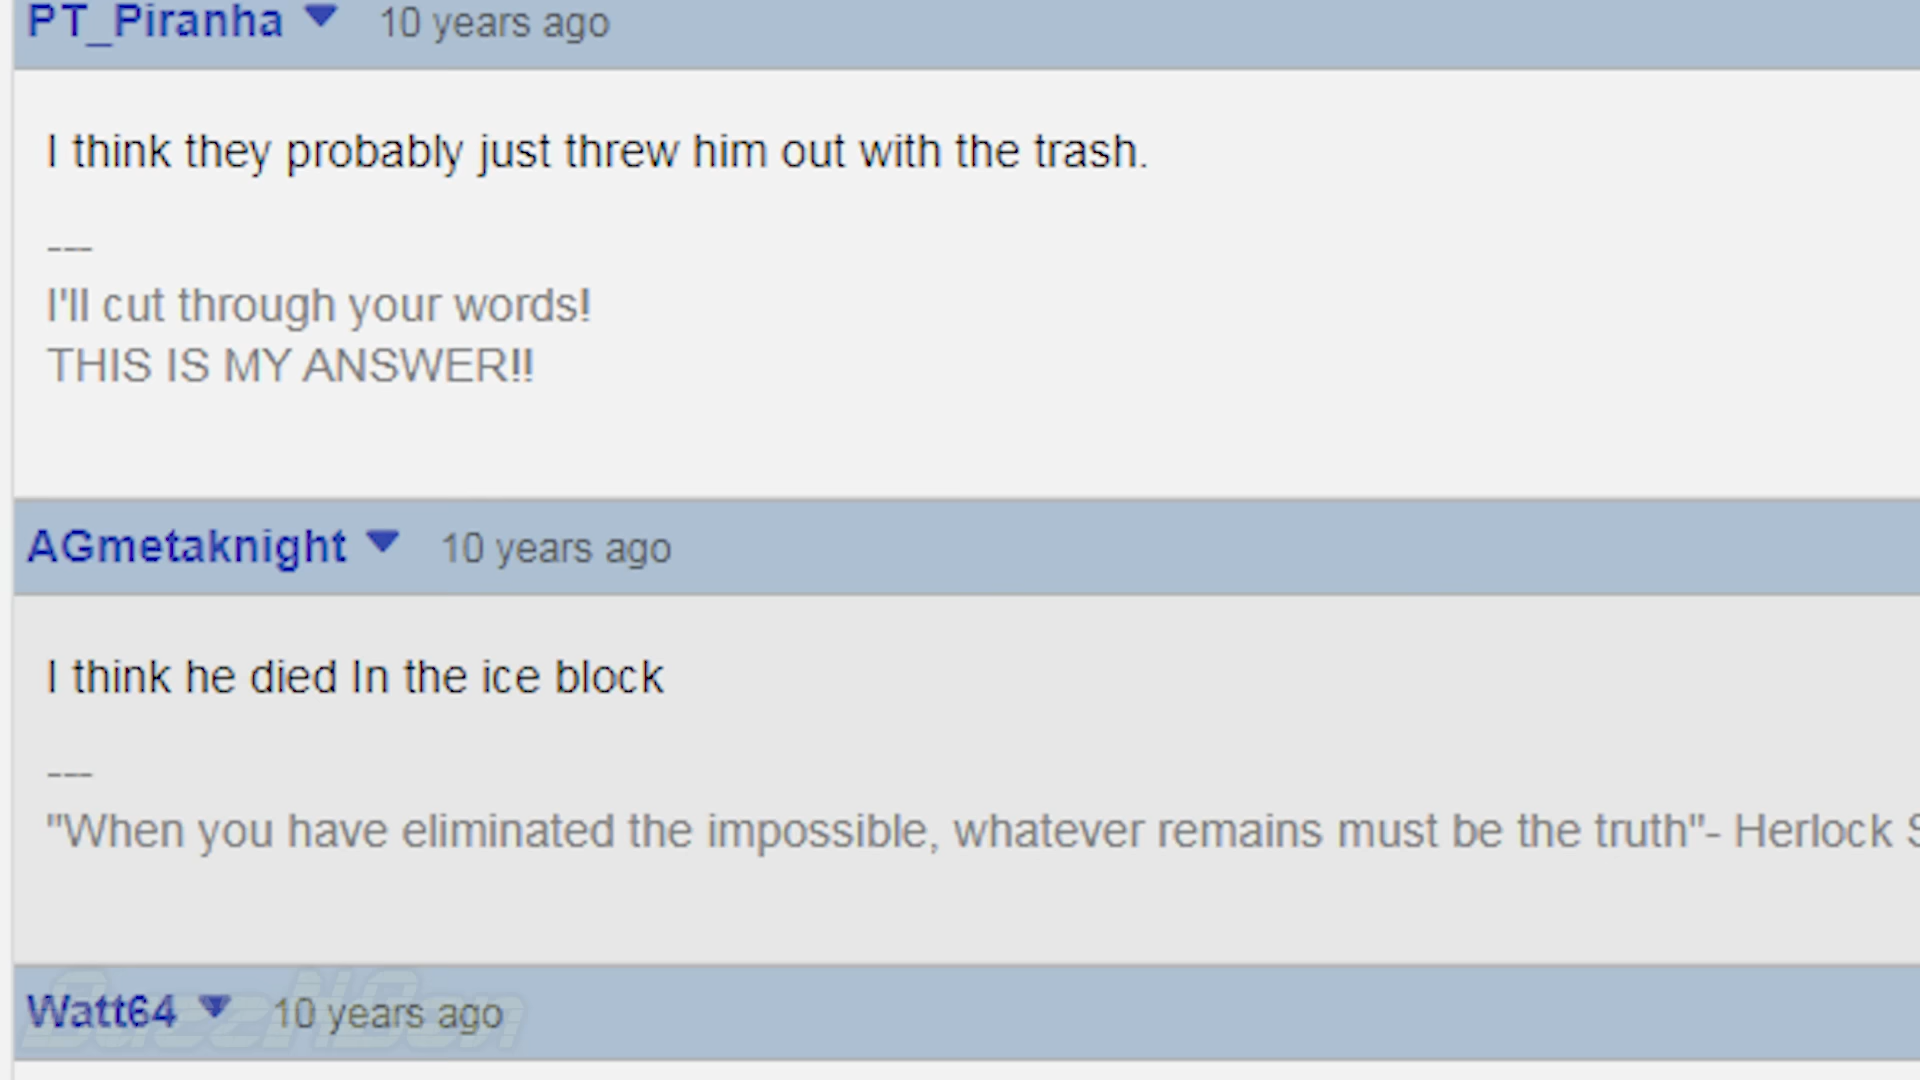 PT_Piranha 10 years ago
I think they probably just threw him out with the trash.
---
I'll cut through your words!
THIS IS MY ANSWER!!
AGmetaknight 10 years ago
I think he died In the ice block
---
"When you have eliminated the impossible, whatever remains must be the truth"- Herlock S
Watt64 10 years ago